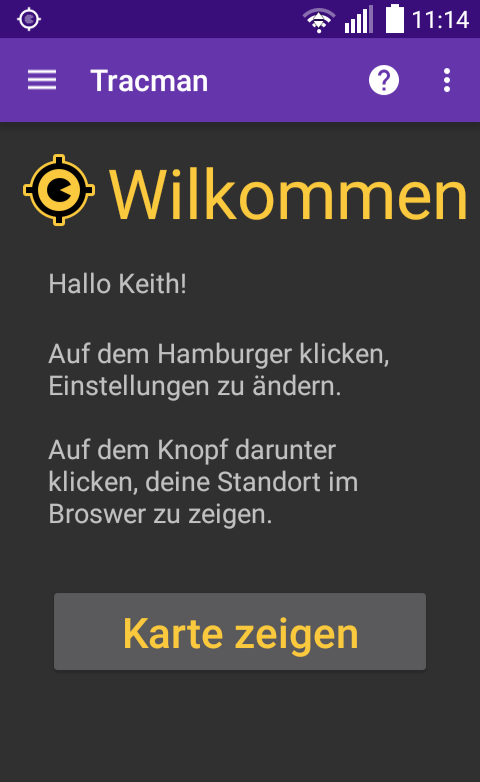 11:14
Tracman
Wilkommen
Hallo Keith!
Auf dem Hamburger klicken,
Einstellungen zu ändern.
Auf dem Knopf darunter
klicken, deine Standort im
Broswer zu zeigen.
Karte zeigen